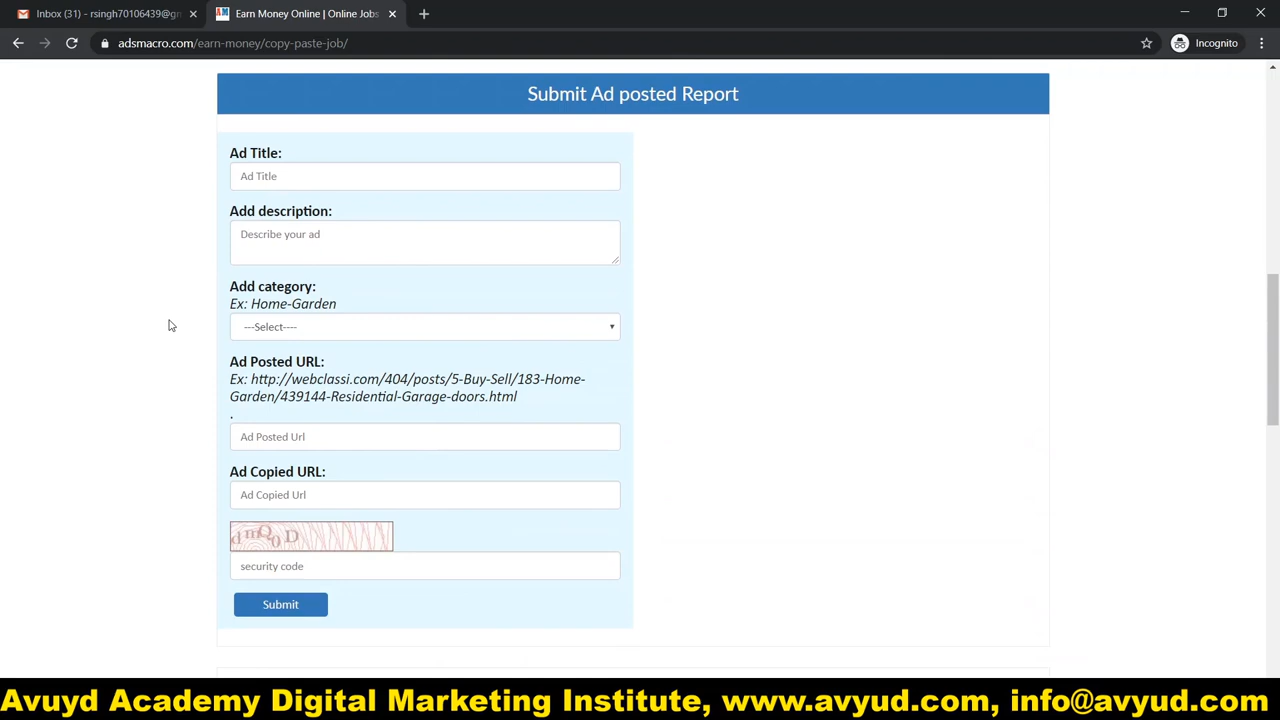 Inbox (31) - rsingh70106439@gm
Earn Money Online | Online Jobs
adsmacro.com/earn-money/copy-paste-job/
Incognito
Submit Ad posted Report
Ad Title:
Ad Title
Add description:
Describe your ad
Add category:
Ex: Home-Garden
---Select----
Ad Posted URL:
Ex: http://webclassi.com/404/posts/5-Buy-Sell/183-Home-
Garden/439144-Residential-Garage-doors.html
.
Ad Posted Url
Ad Copied URL:
Ad Copied Url
dmQ0D
security code
Submit
Avuyd Academy Digital Marketing Institute, www.avyud.com, info@avyud.com